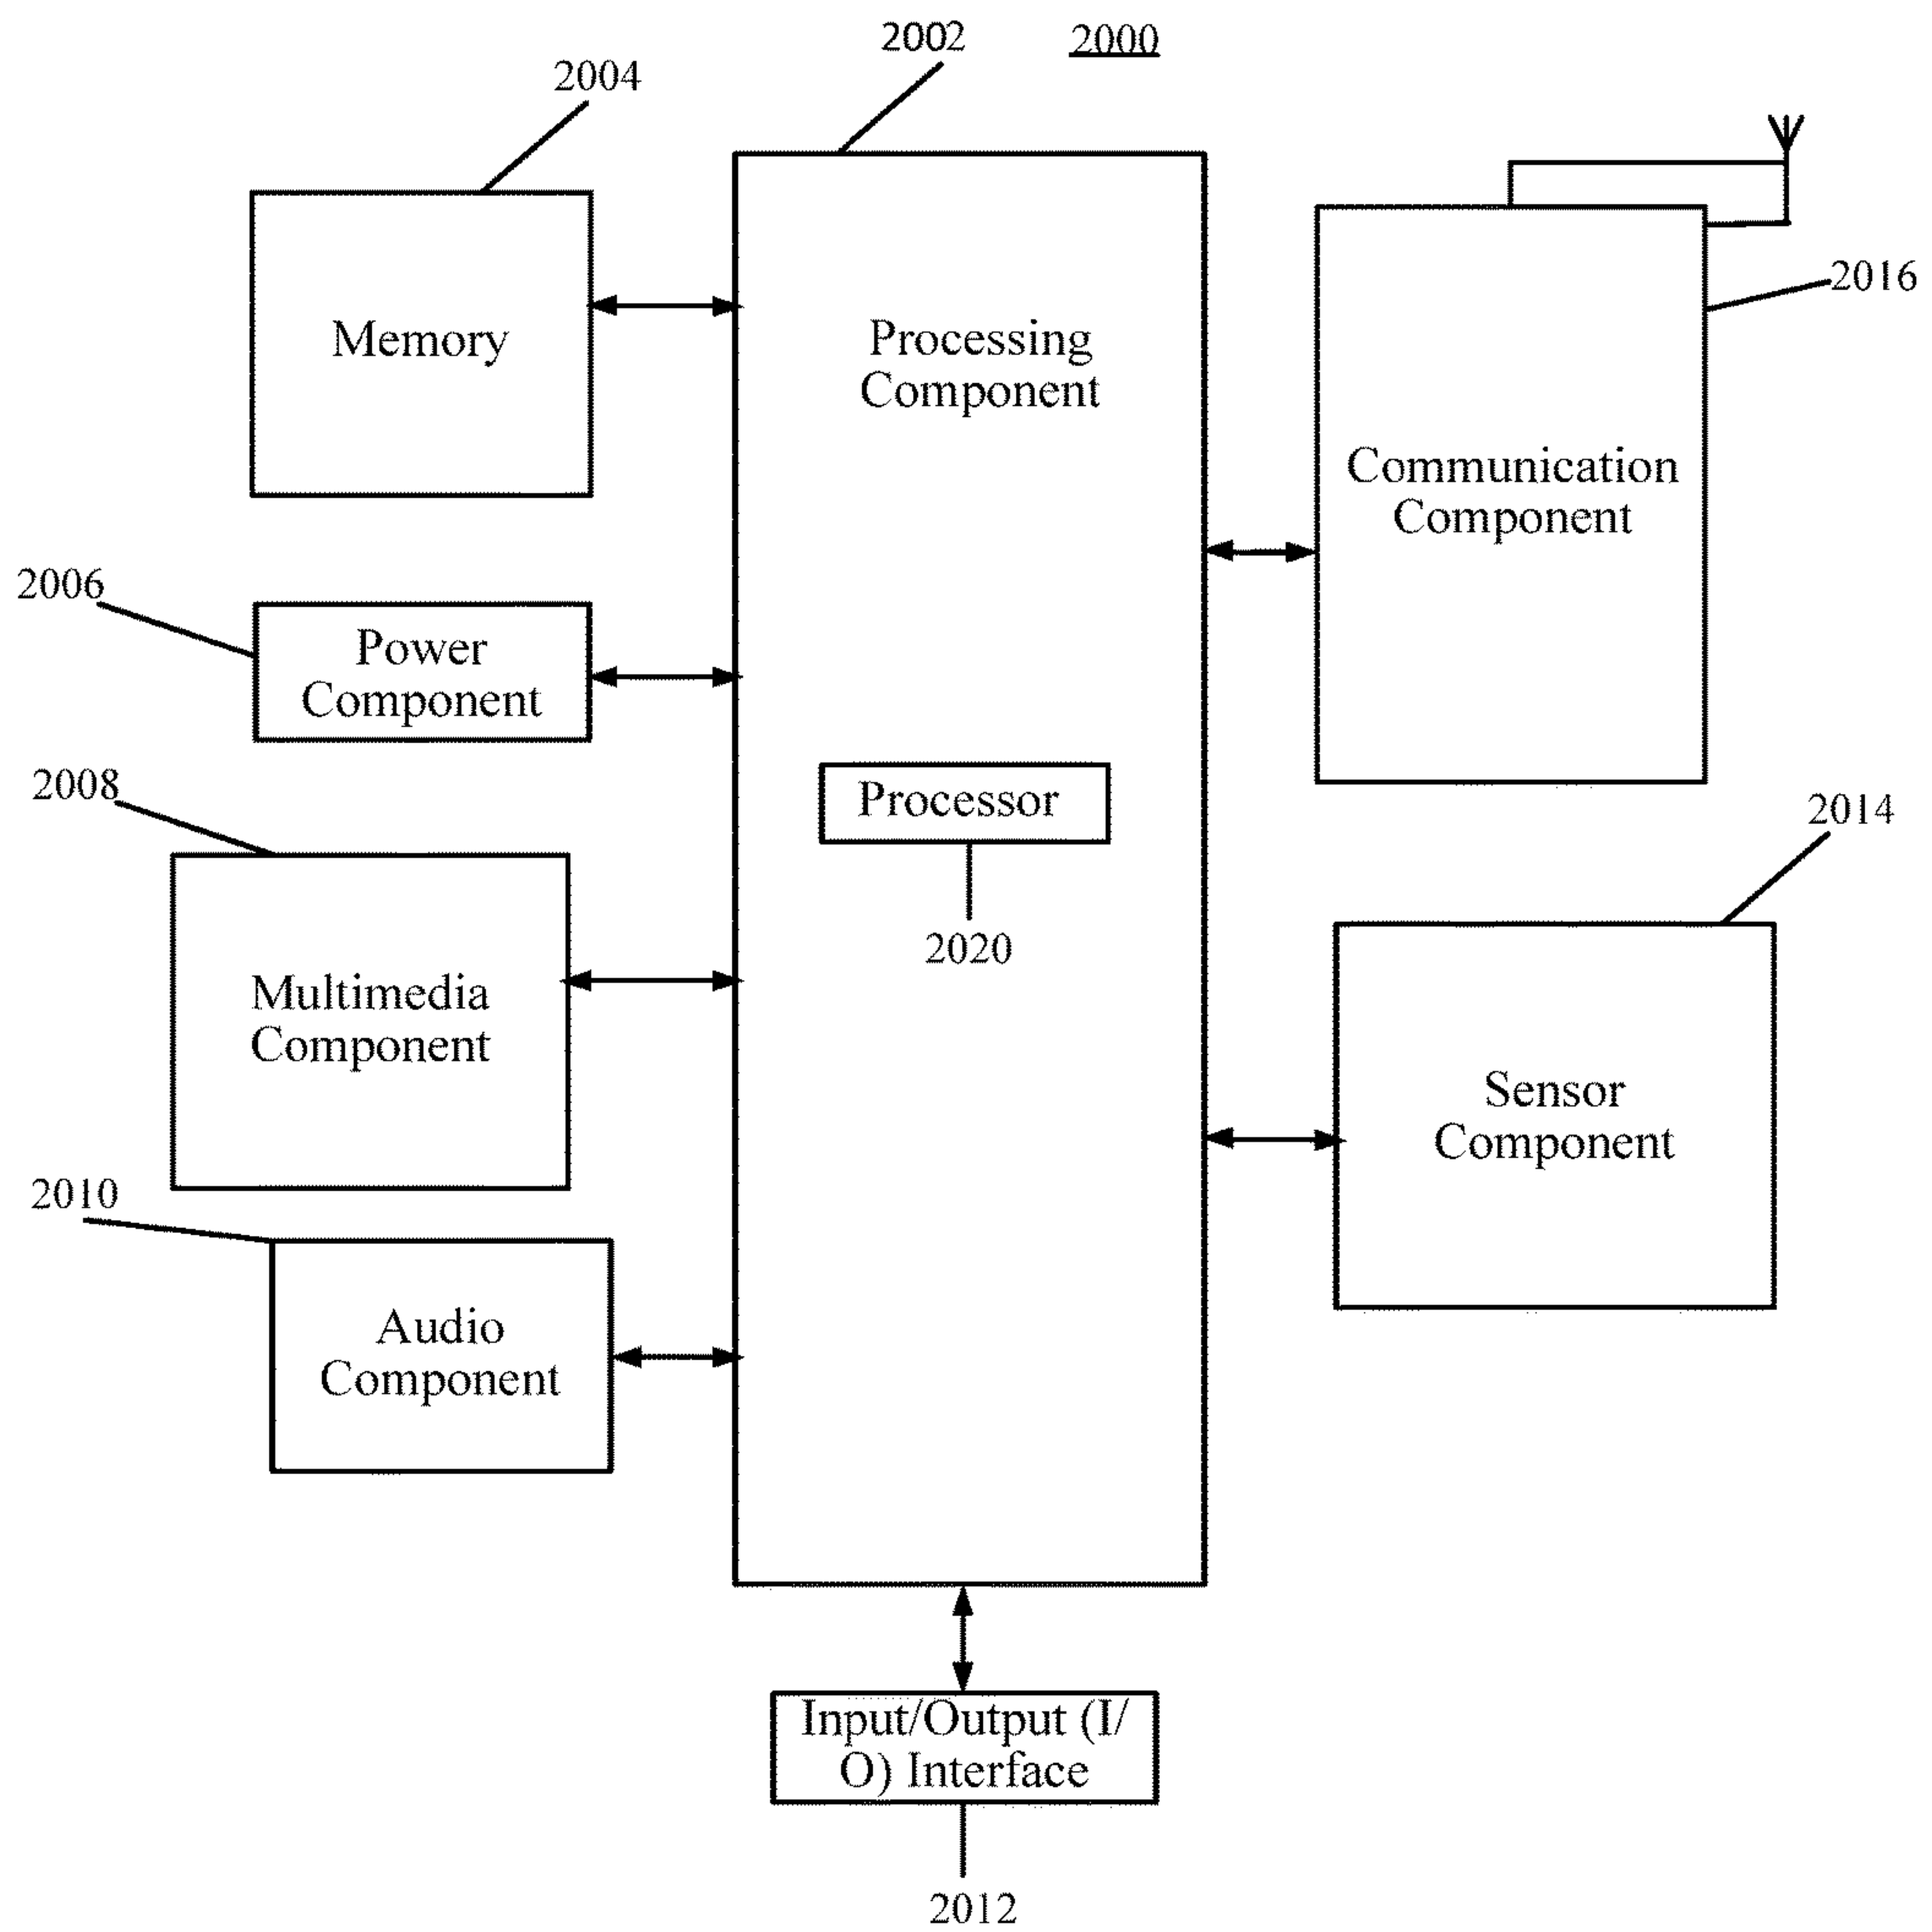 2002
2000
2004
2016
Memory
Processing
Component
Communication
Component
2006
Power
Component
2008
Processor
2014
2020
Multimedia
Component
Sensor
Component
2010
Audio
Component
Input/Output (I/
O) Interface
2012